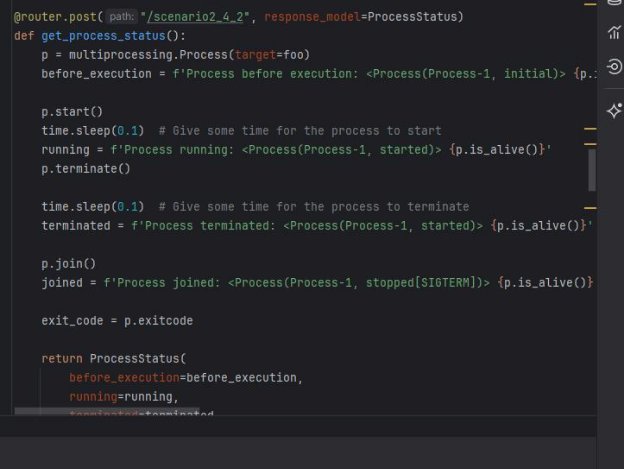 @router.post( path: "/scenario2_4_2", response_model=ProcessStatus)
def get_process_status():
    p = multiprocessing.Process(target=foo)
    before_execution = f'Process before execution: <Process(Process-1, initial)> {p.

    p.start()
    time.sleep(0.1)  # Give some time for the process to start
    running = f'Process running: <Process(Process-1, started)> {p.is_alive()}'
    p.terminate()

    time.sleep(0.1)  # Give some time for the process to terminate
    terminated = f'Process terminated: <Process(Process-1, started)> {p.is_alive()}'

    p.join()
    joined = f'Process joined: <Process(Process-1, stopped[SIGTERM])> {p.is_alive()}

    exit_code = p.exitcode

    return ProcessStatus(
        before_execution=before_execution,
        running=running,
        terminated=terminated